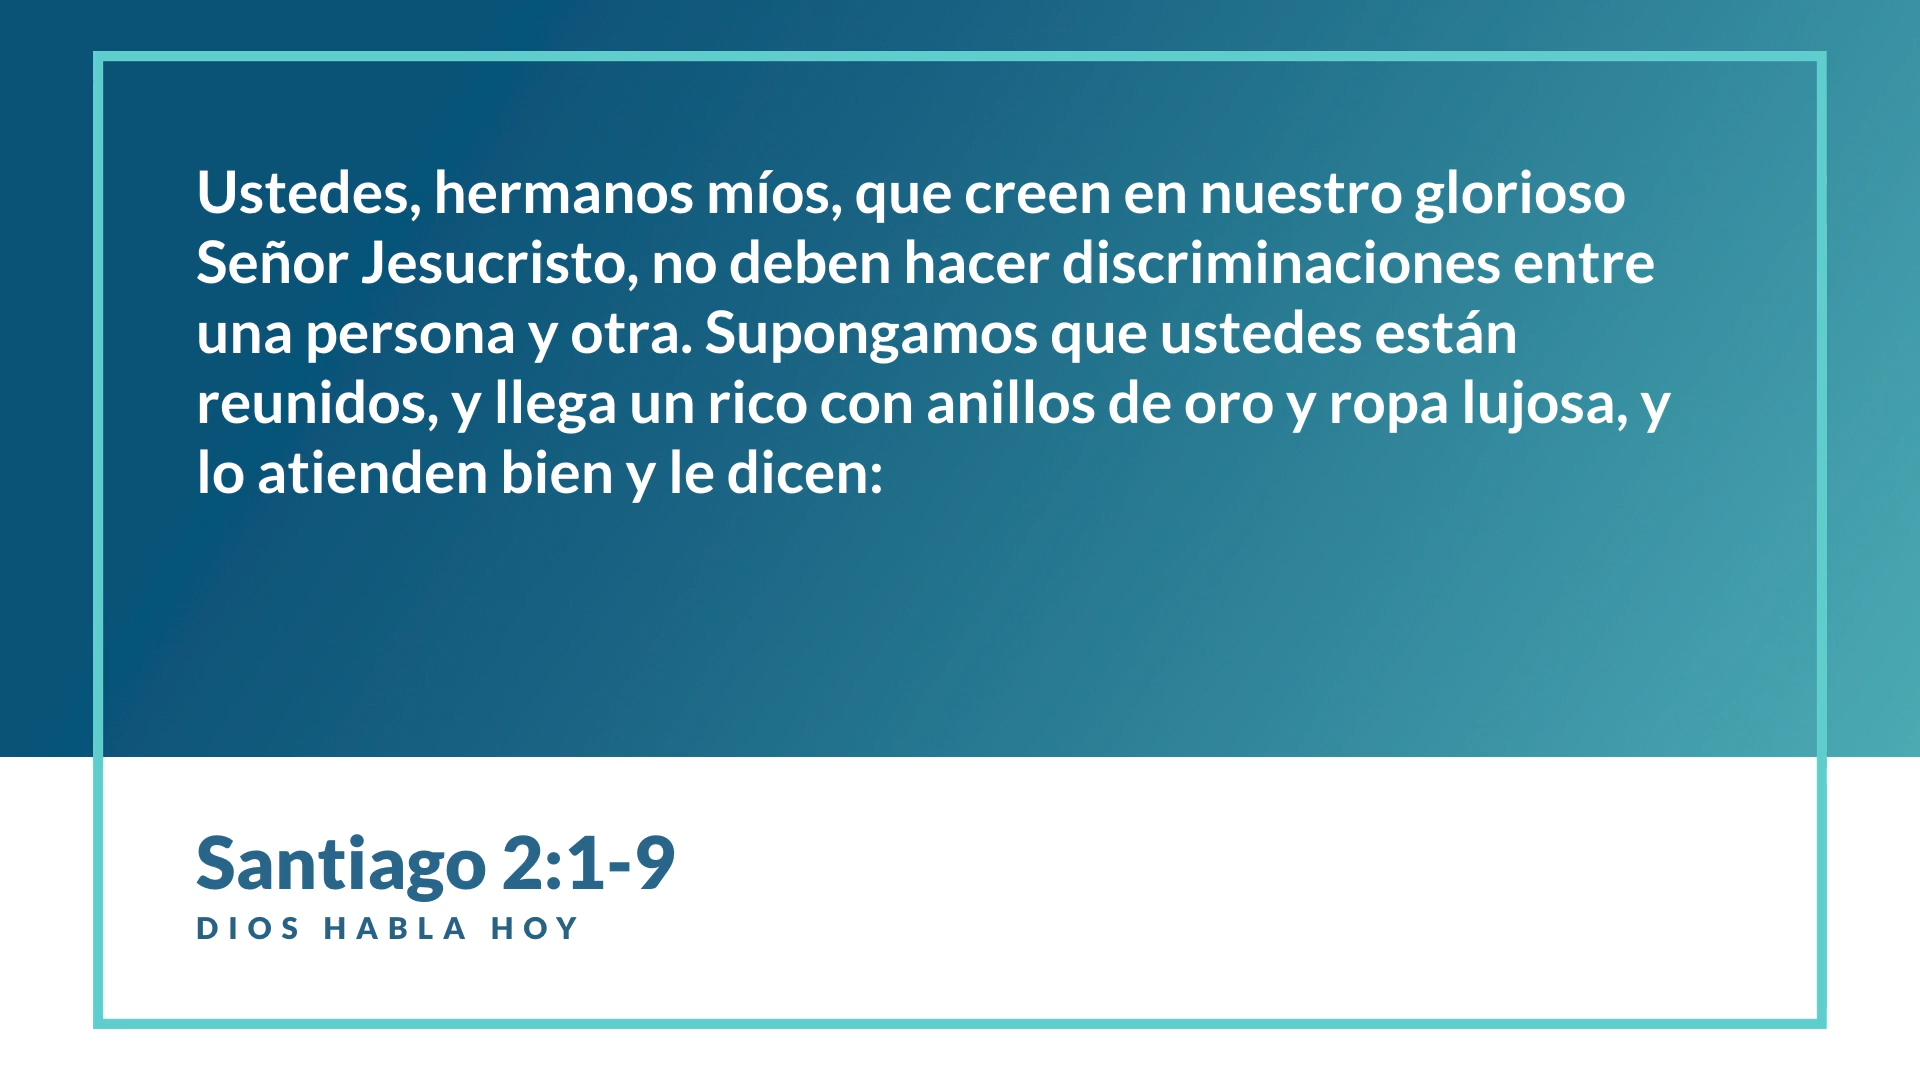 Ustedes, hermanos míos, que creen en nuestro glorioso
Señor Jesucristo, no deben hacer discriminaciones entre
una persona y otra. Supongamos que ustedes están
reunidos, y llega un rico con anillos de oro y ropa lujosa, y
lo atienden bien y le dicen:
Santiago 2:1-9
DIOS HABLA HOY